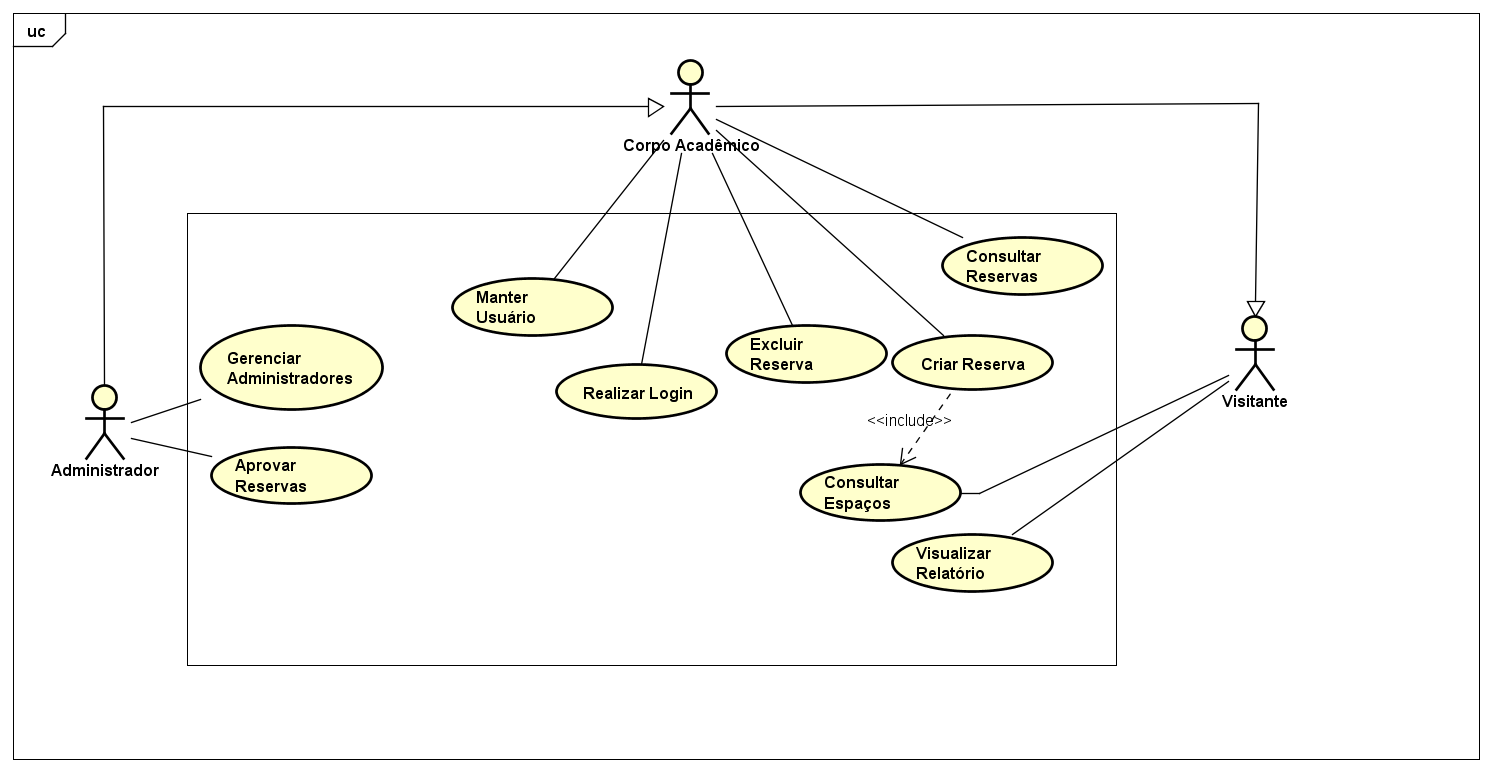 uc
Corpo Acadêmico
Consultar
Reservas
Manter
Usuário
Excluir
Reserva
Criar Reserva
Gerenciar
Administradores
Realizar Login
Visitante
<<include>>
Administrador
Aprovar
Reservas
Consultar
Espaços
Visualizar
Relatório